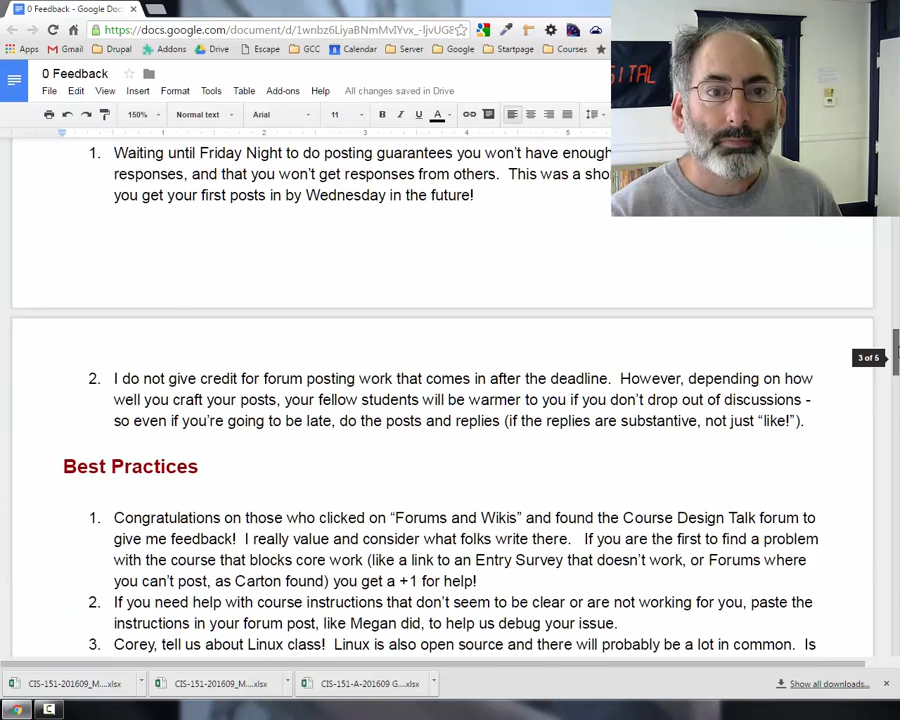 0 Feedback - Google Doc
https://docs.google.com/document/d/1wnbz6LiyaBNmMvIYvx_-ljvUGB
Apps Gmail Drupal Addons Drive Escape GCC Calendar Server Google Startpage Courses
0 Feedback
File Edit View Insert Format Tools Table Add-ons Help All changes saved in Drive
150% Normal text Arial 11 B I U A
1 2 3 4 5
1. Waiting until Friday Night to do posting guarantees you won't have enough
responses, and that you won't get responses from others. This was a sho
you get your first posts in by Wednesday in the future!
3 of 5
2. I do not give credit for forum posting work that comes in after the deadline. However, depending on how
well you craft your posts, your fellow students will be warmer to you if you don't drop out of discussions -
so even if you're going to be late, do the posts and replies (if the replies are substantive, not just “like!”).
Best Practices
1. Congratulations on those who clicked on “Forums and Wikis” and found the Course Design Talk forum to
give me feedback! I really value and consider what folks write there. If you are the first to find a problem
with the course that blocks core work (like a link to an Entry Survey that doesn't work, or Forums where
you can't post, as Carton found) you get a +1 for help!
2. If you need help with course instructions that don't seem to be clear or are not working for you, paste the
instructions in your forum post, like Megan did, to help us debug your issue.
3. Corey, tell us about Linux class! Linux is also open source and there will probably be a lot in common. Is
CIS-151-201609_M....xlsx
CIS-151-201609_M....xlsx
CIS-151-A-201609 G....xlsx
Show all downloads...